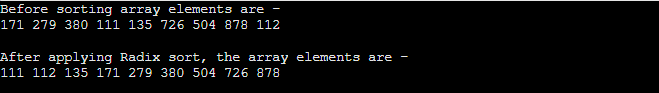 Before sorting array elements are -
171 279 380 111 135 726 504 878 112
After applying Radix sort, the array elements are -
111 112 135 171 279 380 504 726 878